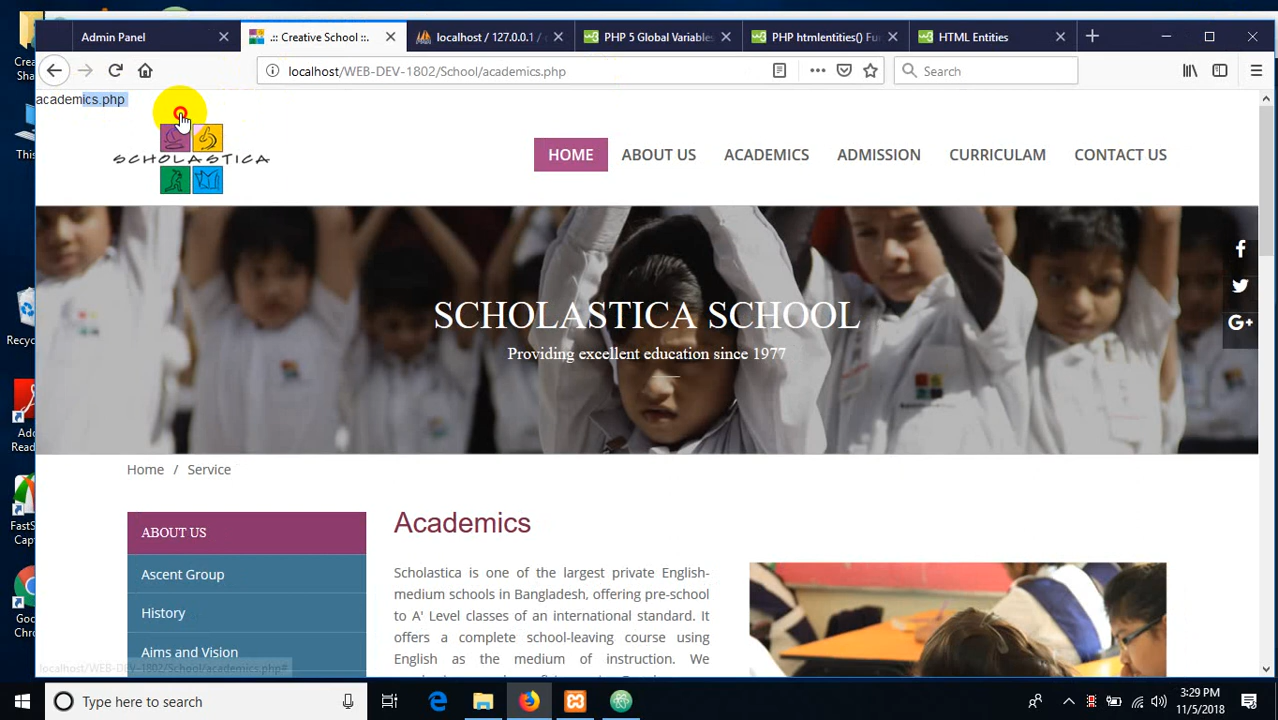 Admin Panel
.:: Creative School ::.
localhost / 127.0.0.1 /
PHP 5 Global Variables
PHP htmlentities() Fu
HTML Entities
localhost/WEB-DEV-1802/School/academics.php
Search
academics.php
SCHOLASTICA
HOME
ABOUT US
ACADEMICS
ADMISSION
CURRICULAM
CONTACT US
SCHOLASTICA SCHOOL
Providing excellent education since 1977
Home / Service
ABOUT US
Ascent Group
History
Aims and Vision
Academics
Scholastica is one of the largest private English-
medium schools in Bangladesh, offering pre-school
to A' Level classes of an international standard. It
offers a complete school-leaving course using
English as the medium of instruction. We
localhost/WEB-DEV-1802/School/academics.php#
Type here to search
3:29 PM
11/5/2018